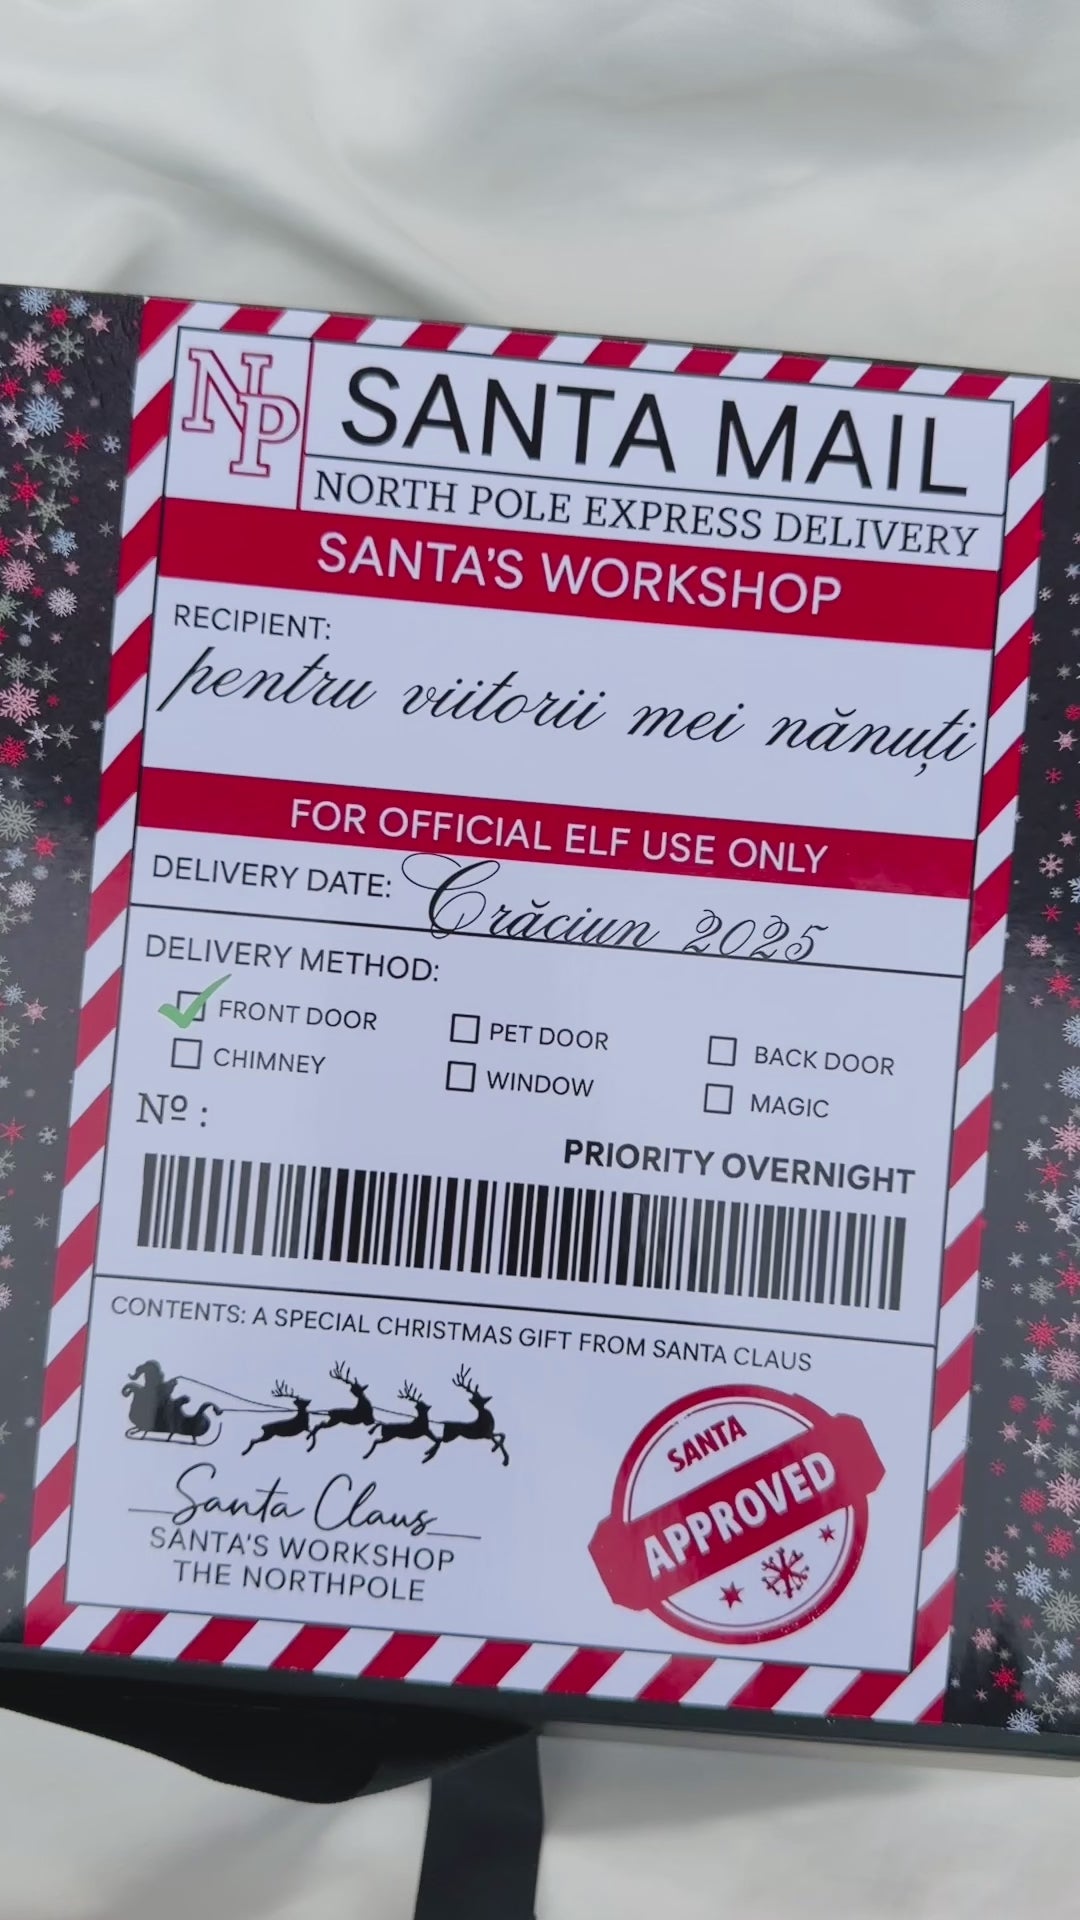 NP
SANTA MAIL
NORTH POLE EXPRESS DELIVERY
SANTA'S WORKSHOP
RECIPIENT:
pentru viitorii mei nănuți
FOR OFFICIAL ELF USE ONLY
DELIVERY DATE: Crăciun 2025
DELIVERY METHOD:
FRONT DOOR PET DOOR BACK DOOR
CHIMNEY WINDOW MAGIC
Nº :
PRIORITY OVERNIGHT
CONTENTS: A SPECIAL CHRISTMAS GIFT FROM SANTA CLAUS
Santa Claus
SANTA'S WORKSHOP
THE NORTHPOLE
SANTA
APPROVED